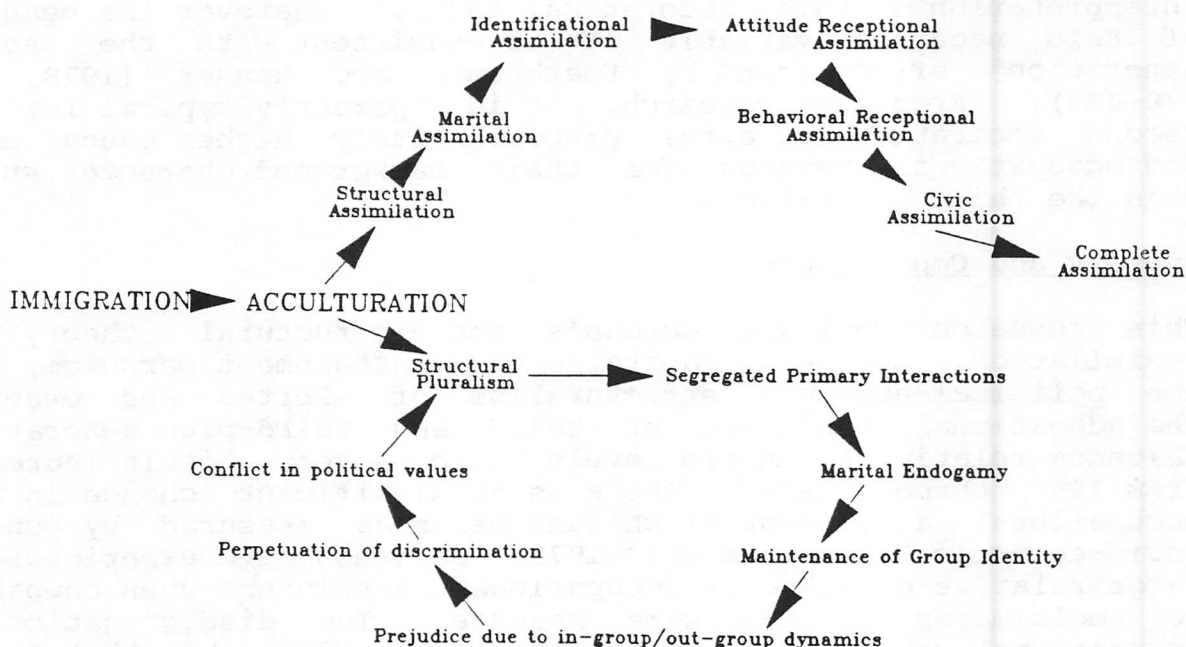 Identificational
Assimilation
Attitude Receptional
Assimilation
Marital
Assimilation
Behavioral Receptional
Assimilation
Structural
Assimilation
Civic
Assimilation
Complete
Assimilation
IMMIGRATION
ACCULTURATION
Structural
Pluralism
Segregated Primary Interactions
Conflict in political values
Marital Endogamy
Perpetuation of discrimination
Maintenance of Group Identity
Prejudice due to in-group/out-group dynamics